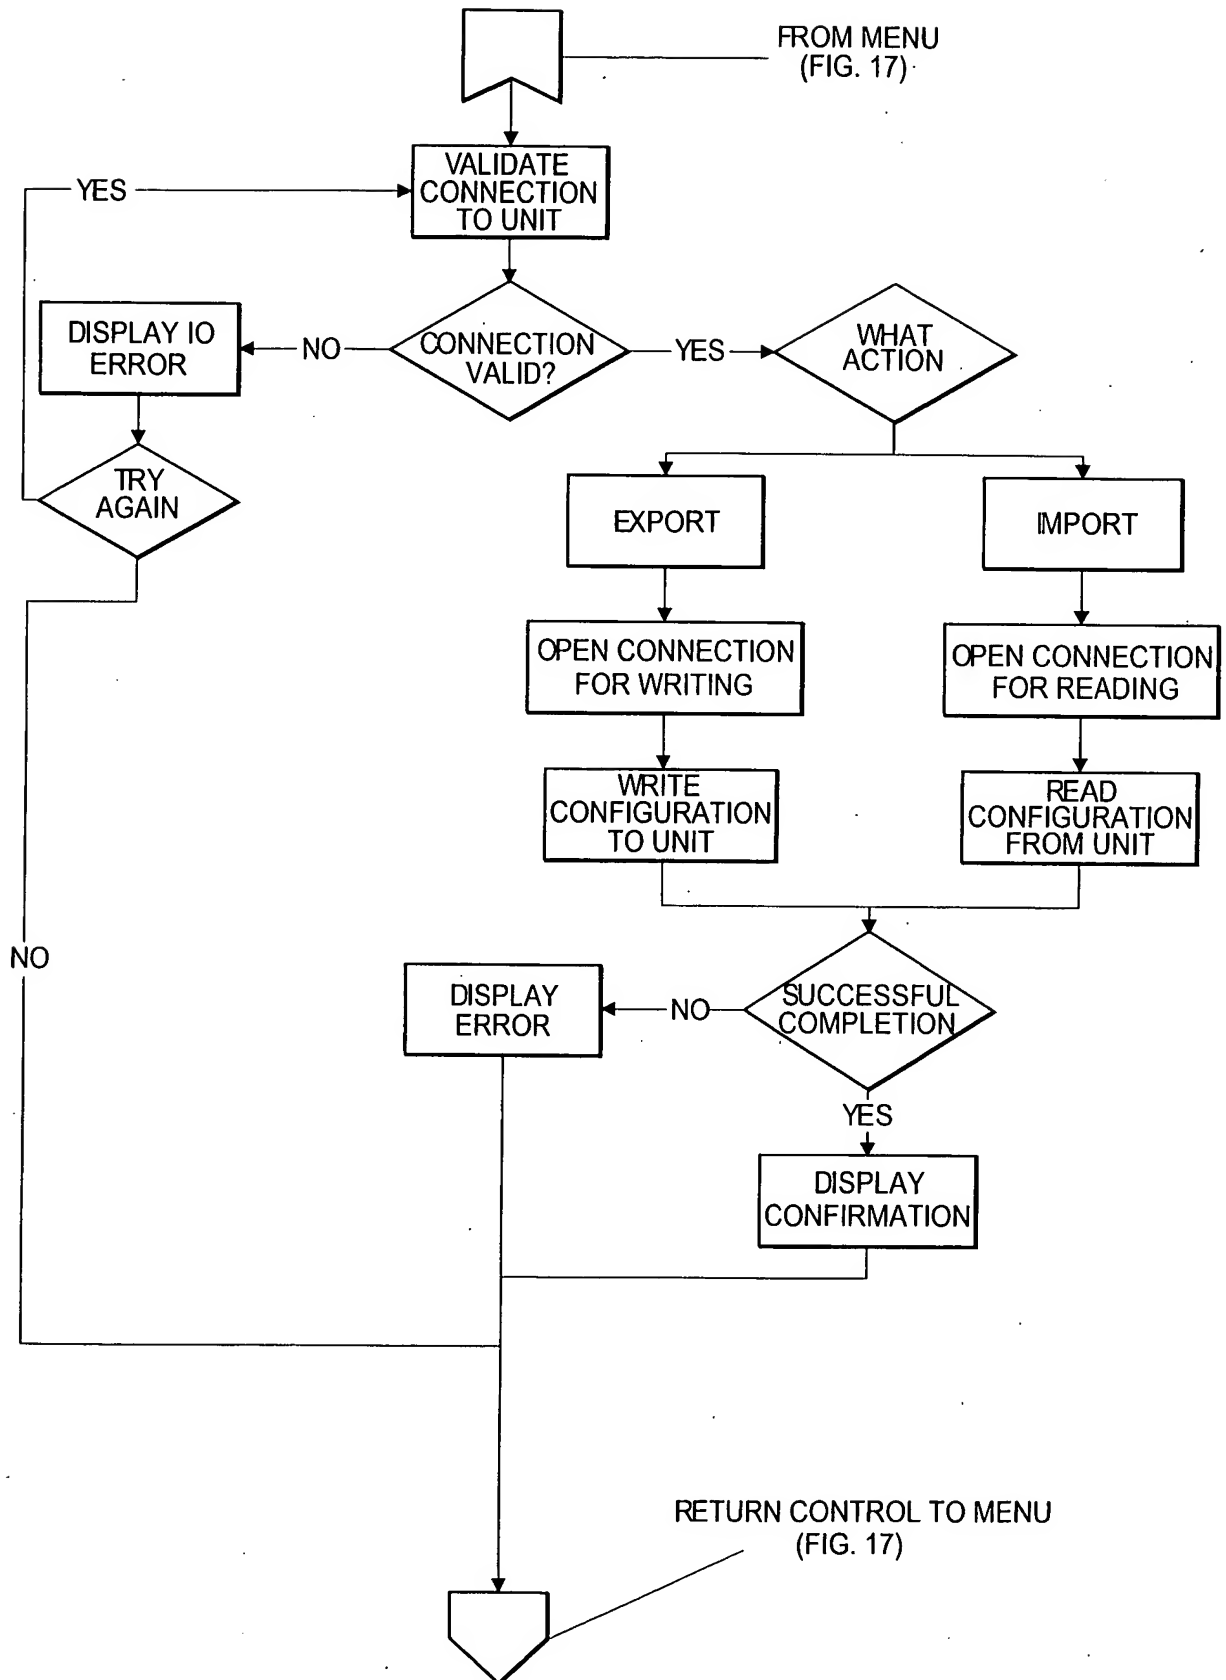 FROM MENU
(FIG. 17)
VALIDATE
CONNECTION
TO UNIT
YES
DISPLAY IO
ERROR
NO
CONNECTION
VALID?
YES
WHAT
ACTION
TRY
AGAIN
EXPORT
IMPORT
OPEN CONNECTION
FOR WRITING
OPEN CONNECTION
FOR READING
WRITE
CONFIGURATION
TO UNIT
READ
CONFIGURATION
FROM UNIT
NO
DISPLAY
ERROR
NO
SUCCESSFUL
COMPLETION
YES
DISPLAY
CONFIRMATION
RETURN CONTROL TO MENU
(FIG. 17)